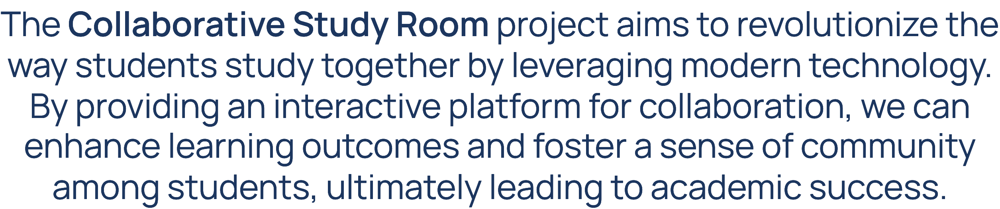 The Collaborative Study Room project aims to revolutionize the
way students study together by leveraging modern technology.
By providing an interactive platform for collaboration, we can
enhance learning outcomes and foster a sense of community
among students, ultimately leading to academic success.